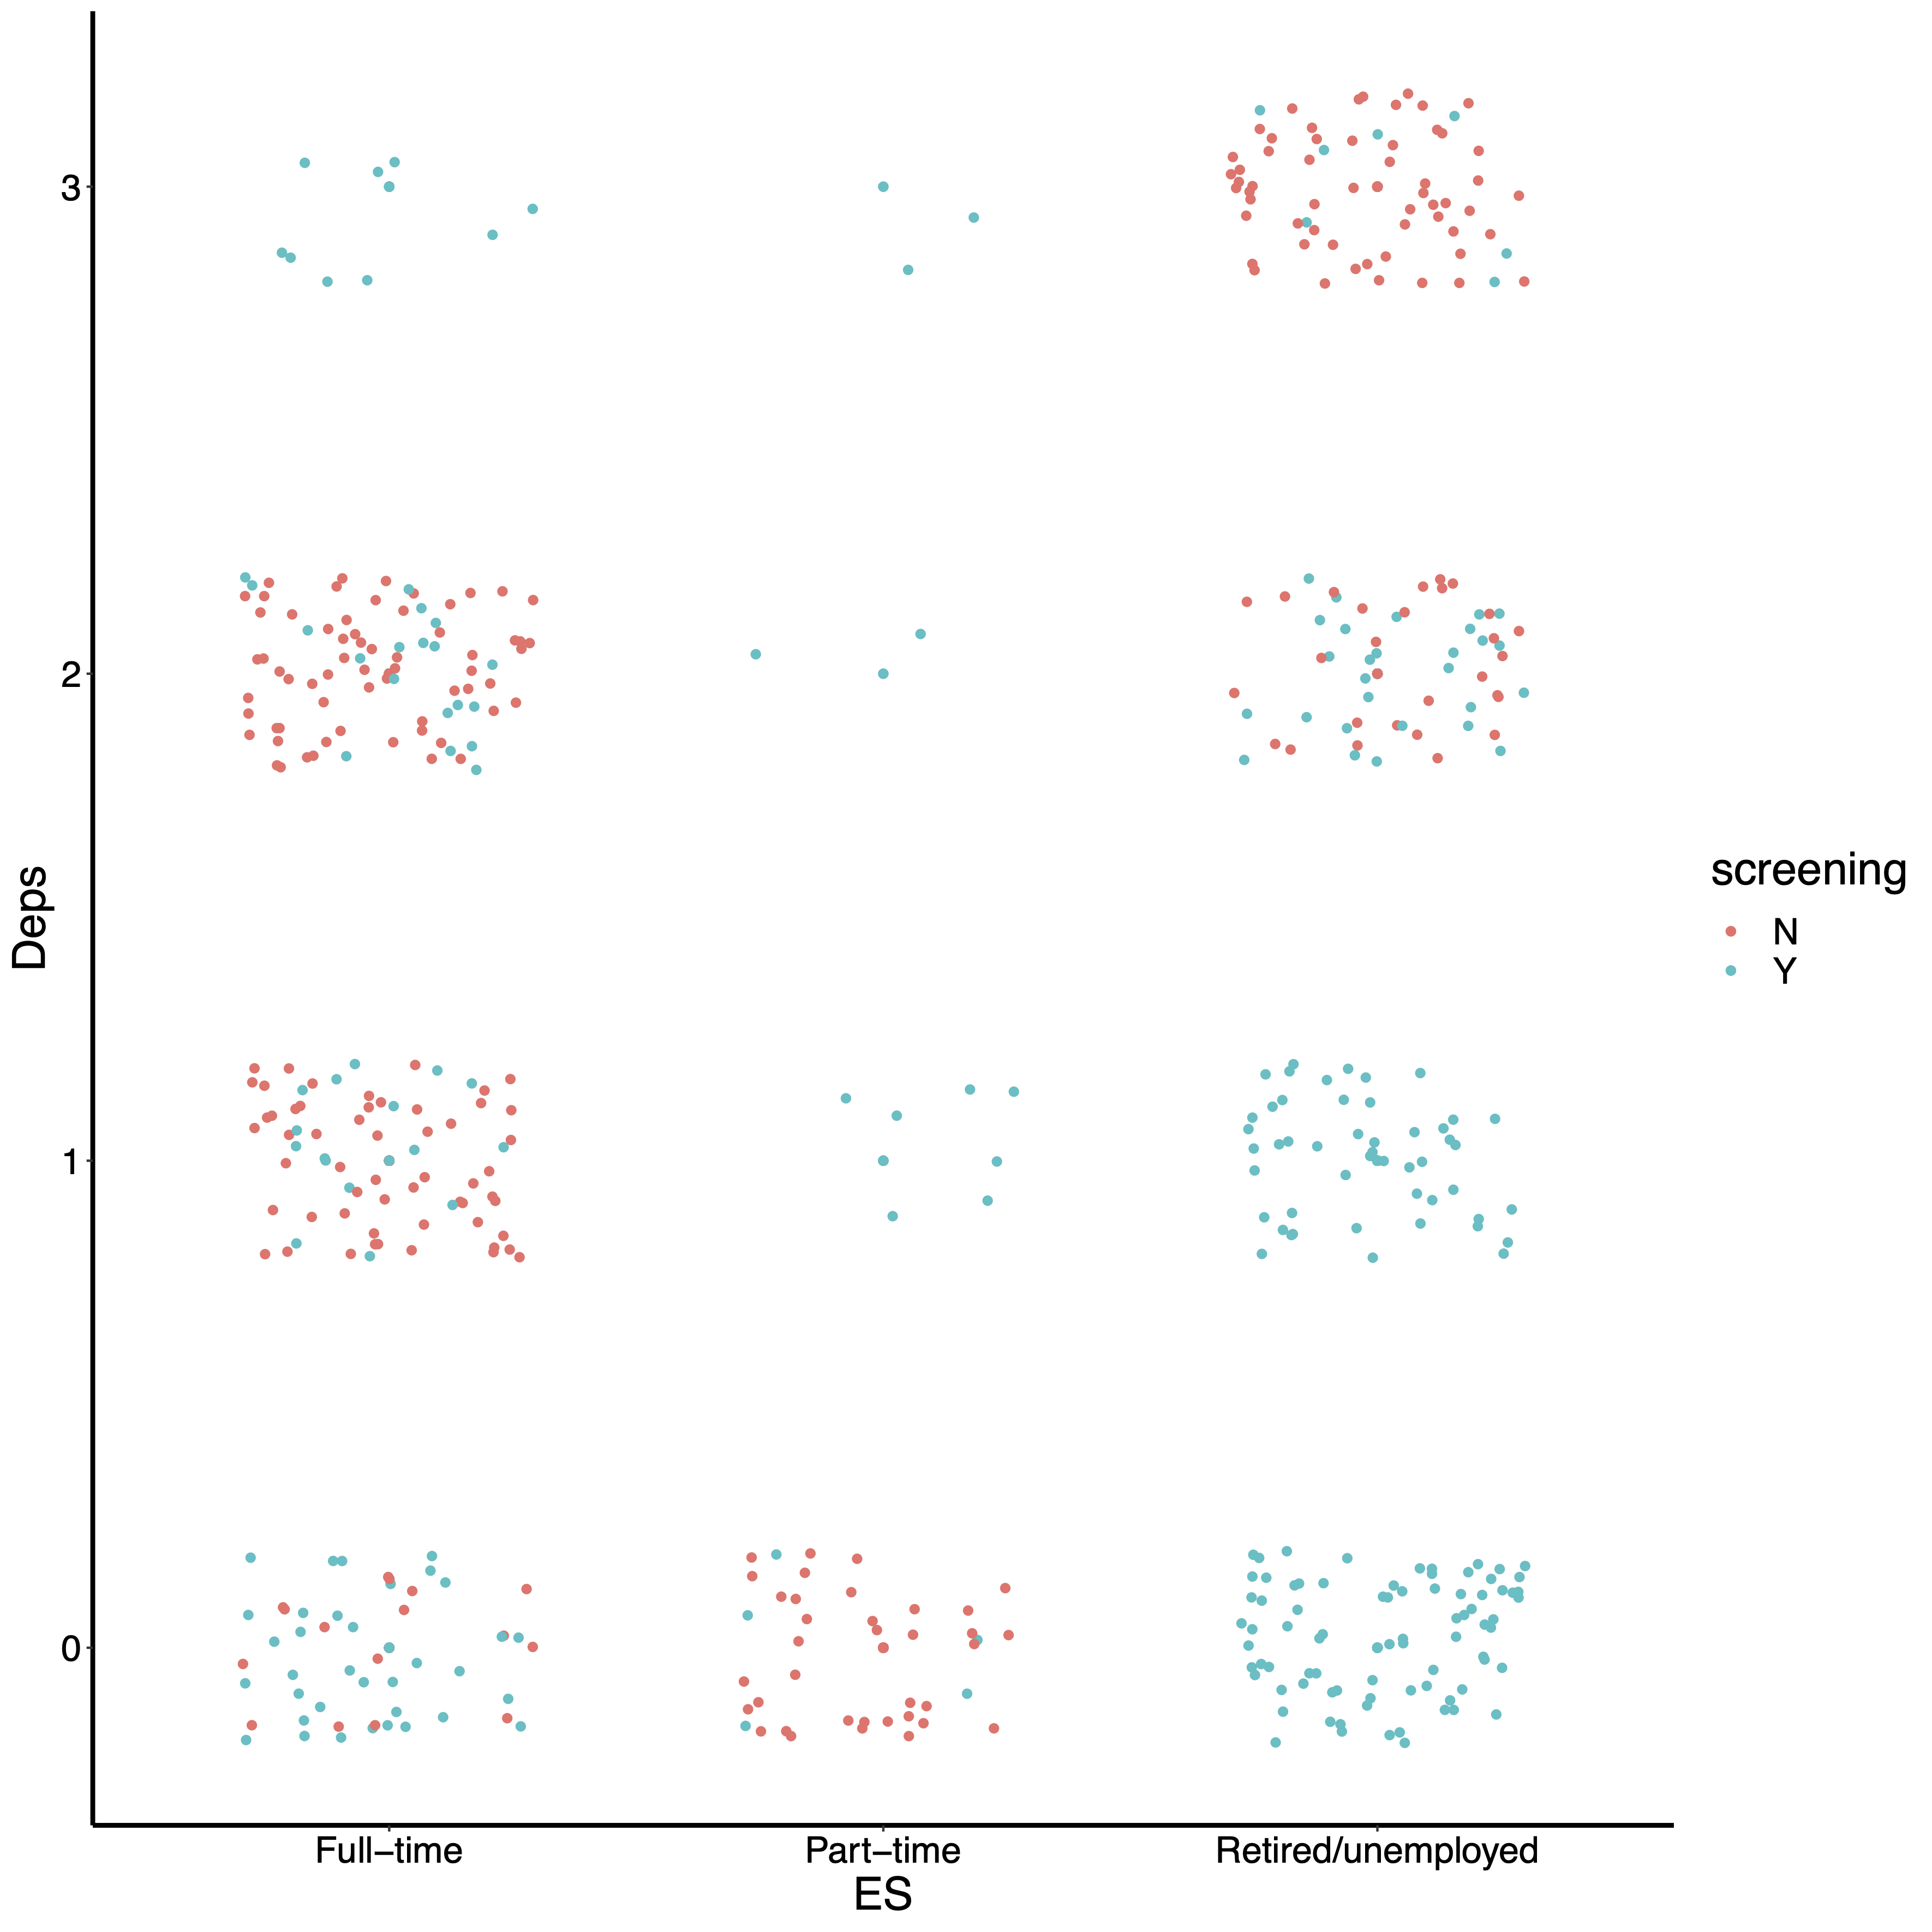 3
2
1
0
Deps
Full−time
Part−time
Retired/unemployed
ES
screening
N
Y